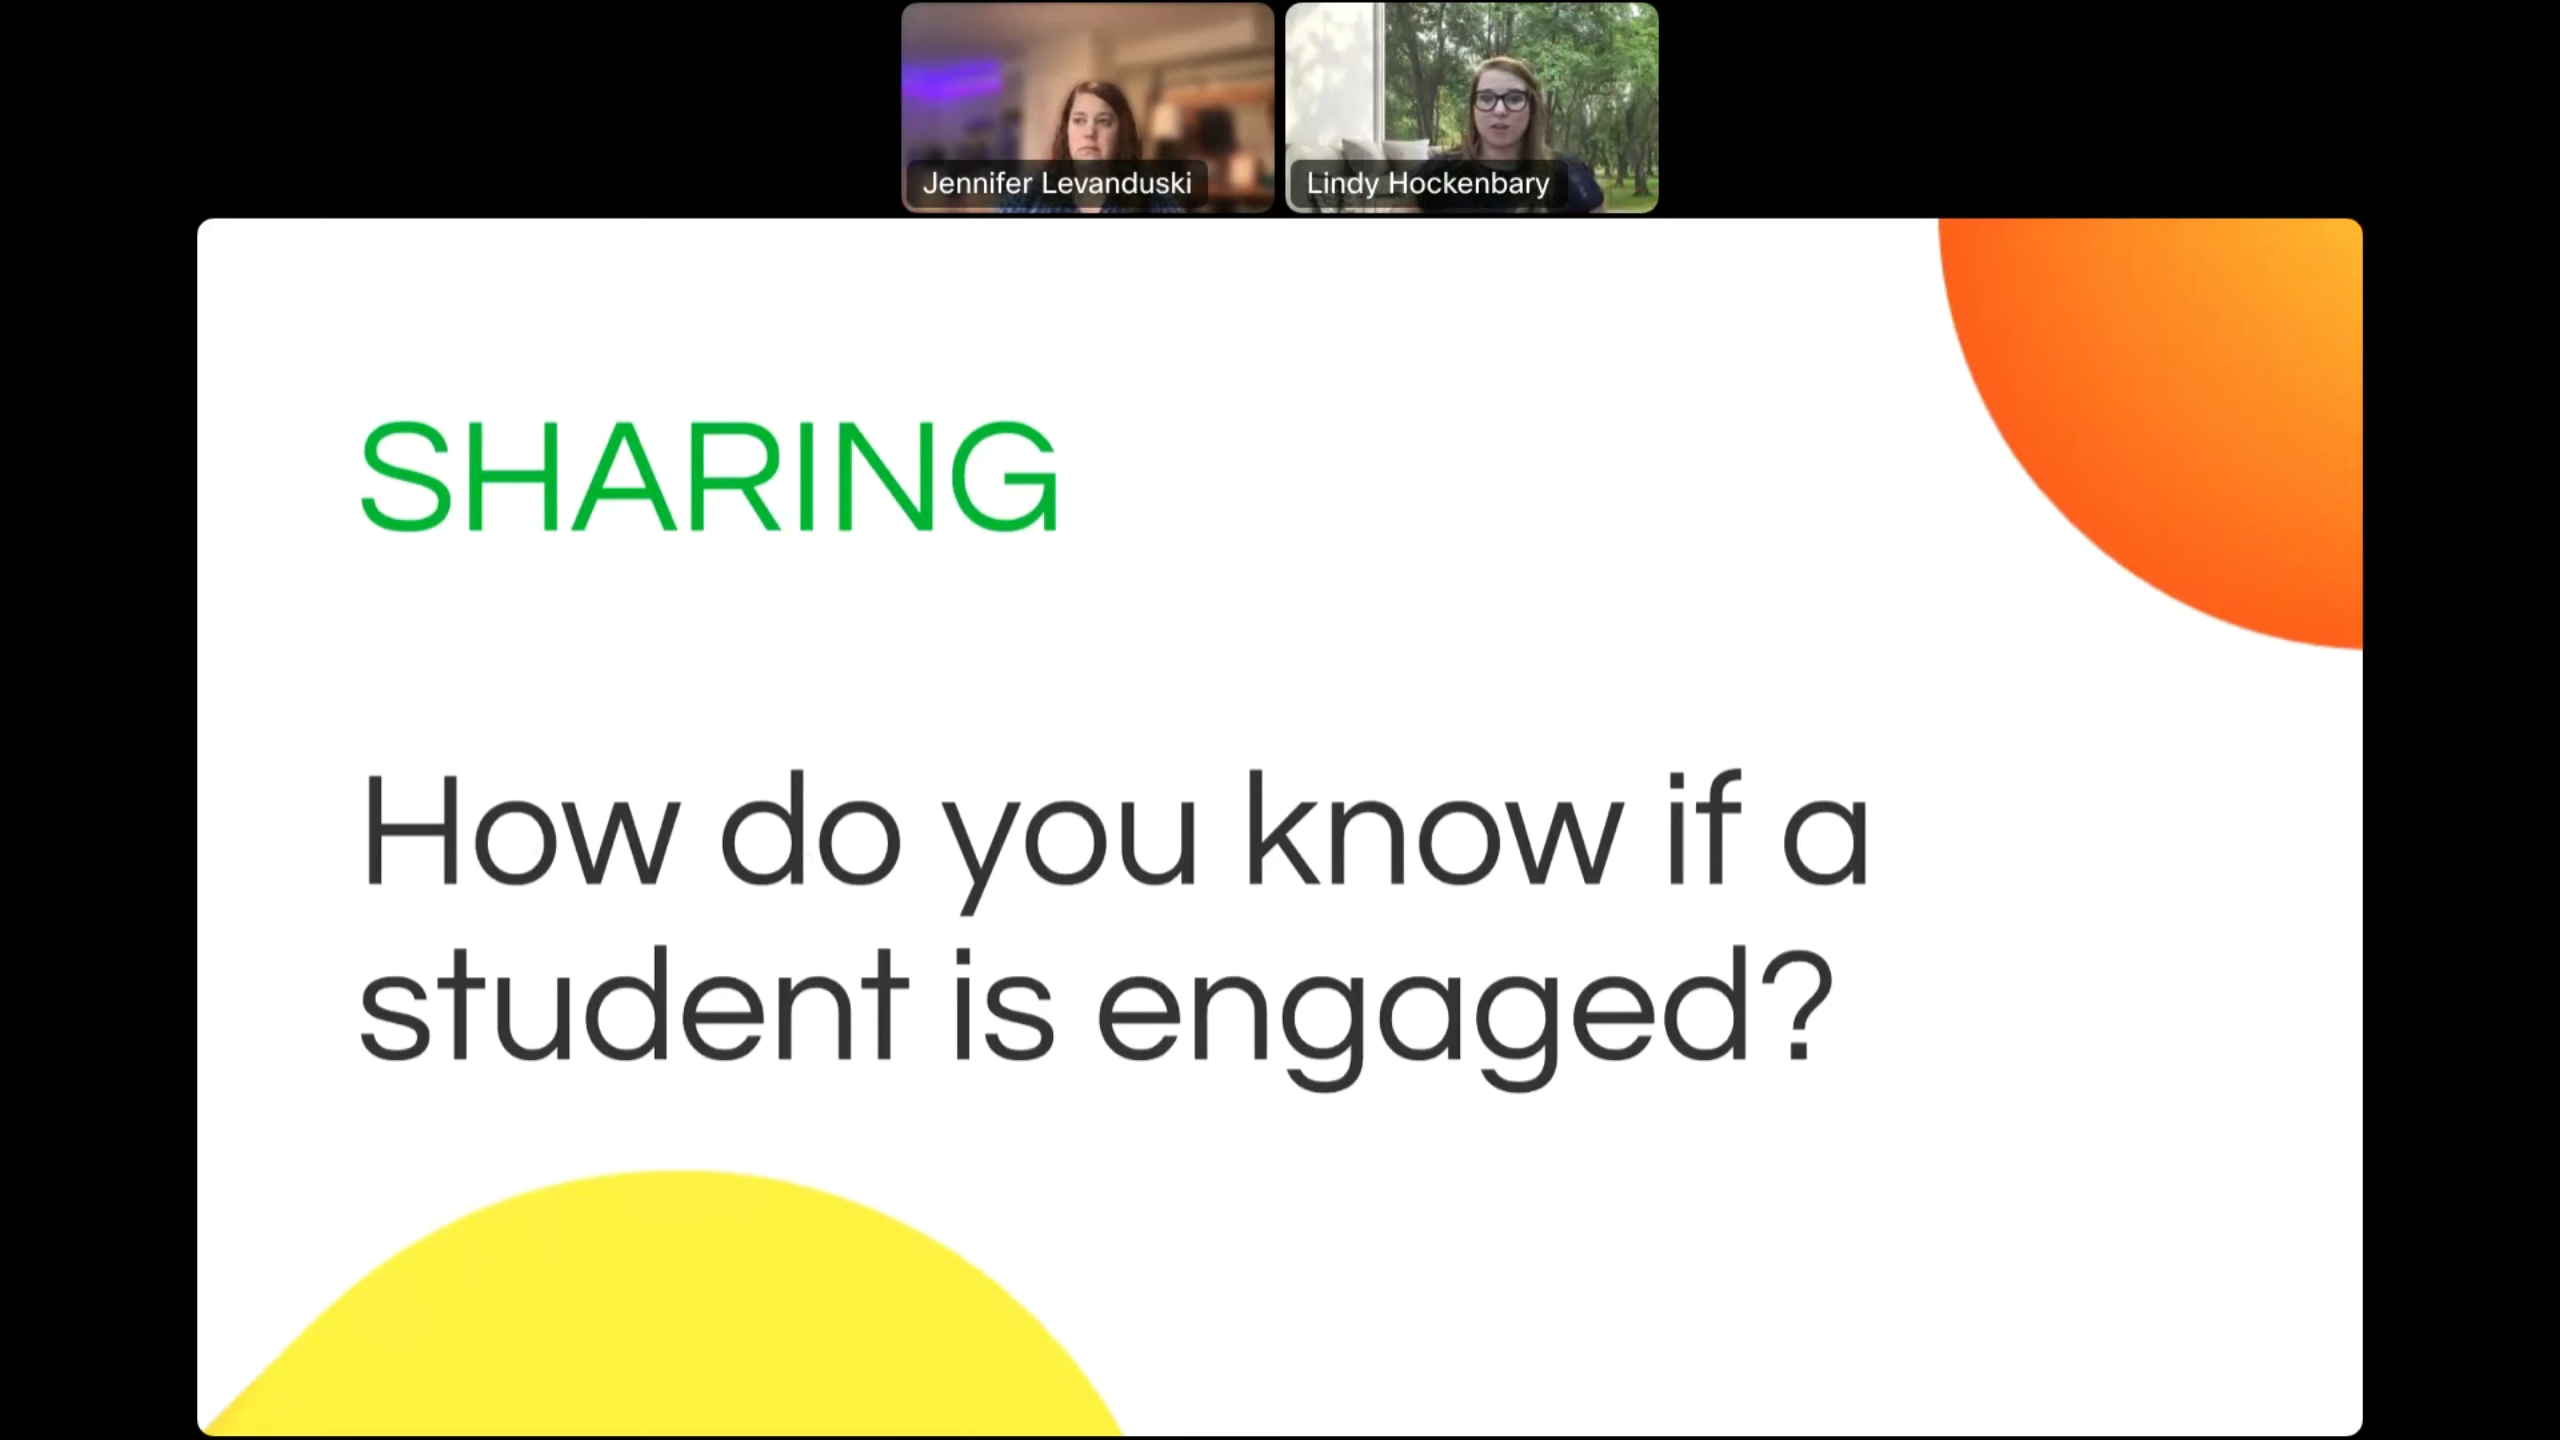 Jennifer Levanduski
Lindy Hockenbary
SHARING
How do you know if a
student is engaged?